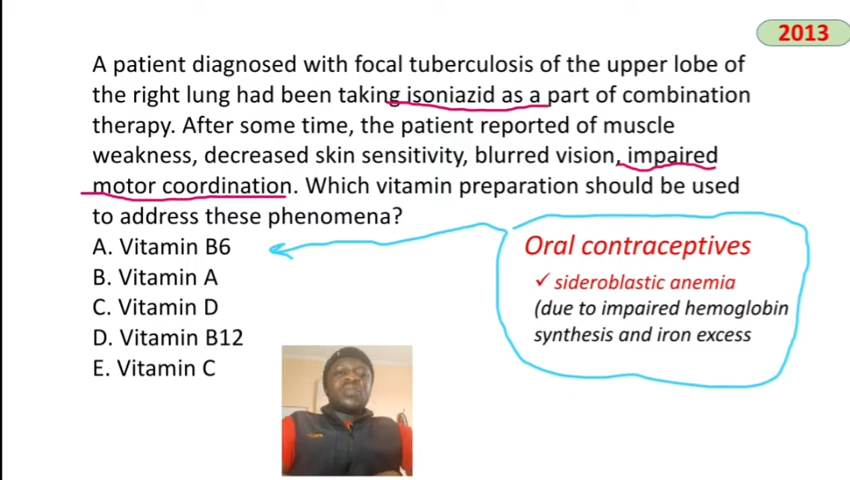 2013
A patient diagnosed with focal tuberculosis of the upper lobe of
the right lung had been taking isoniazid as a part of combination
therapy. After some time, the patient reported of muscle
weakness, decreased skin sensitivity, blurred vision, impaired
motor coordination. Which vitamin preparation should be used
to address these phenomena?
A. Vitamin B6
B. Vitamin A
C. Vitamin D
D. Vitamin B12
E. Vitamin C
Oral contraceptives
✓ sideroblastic anemia
(due to impaired hemoglobin
synthesis and iron excess